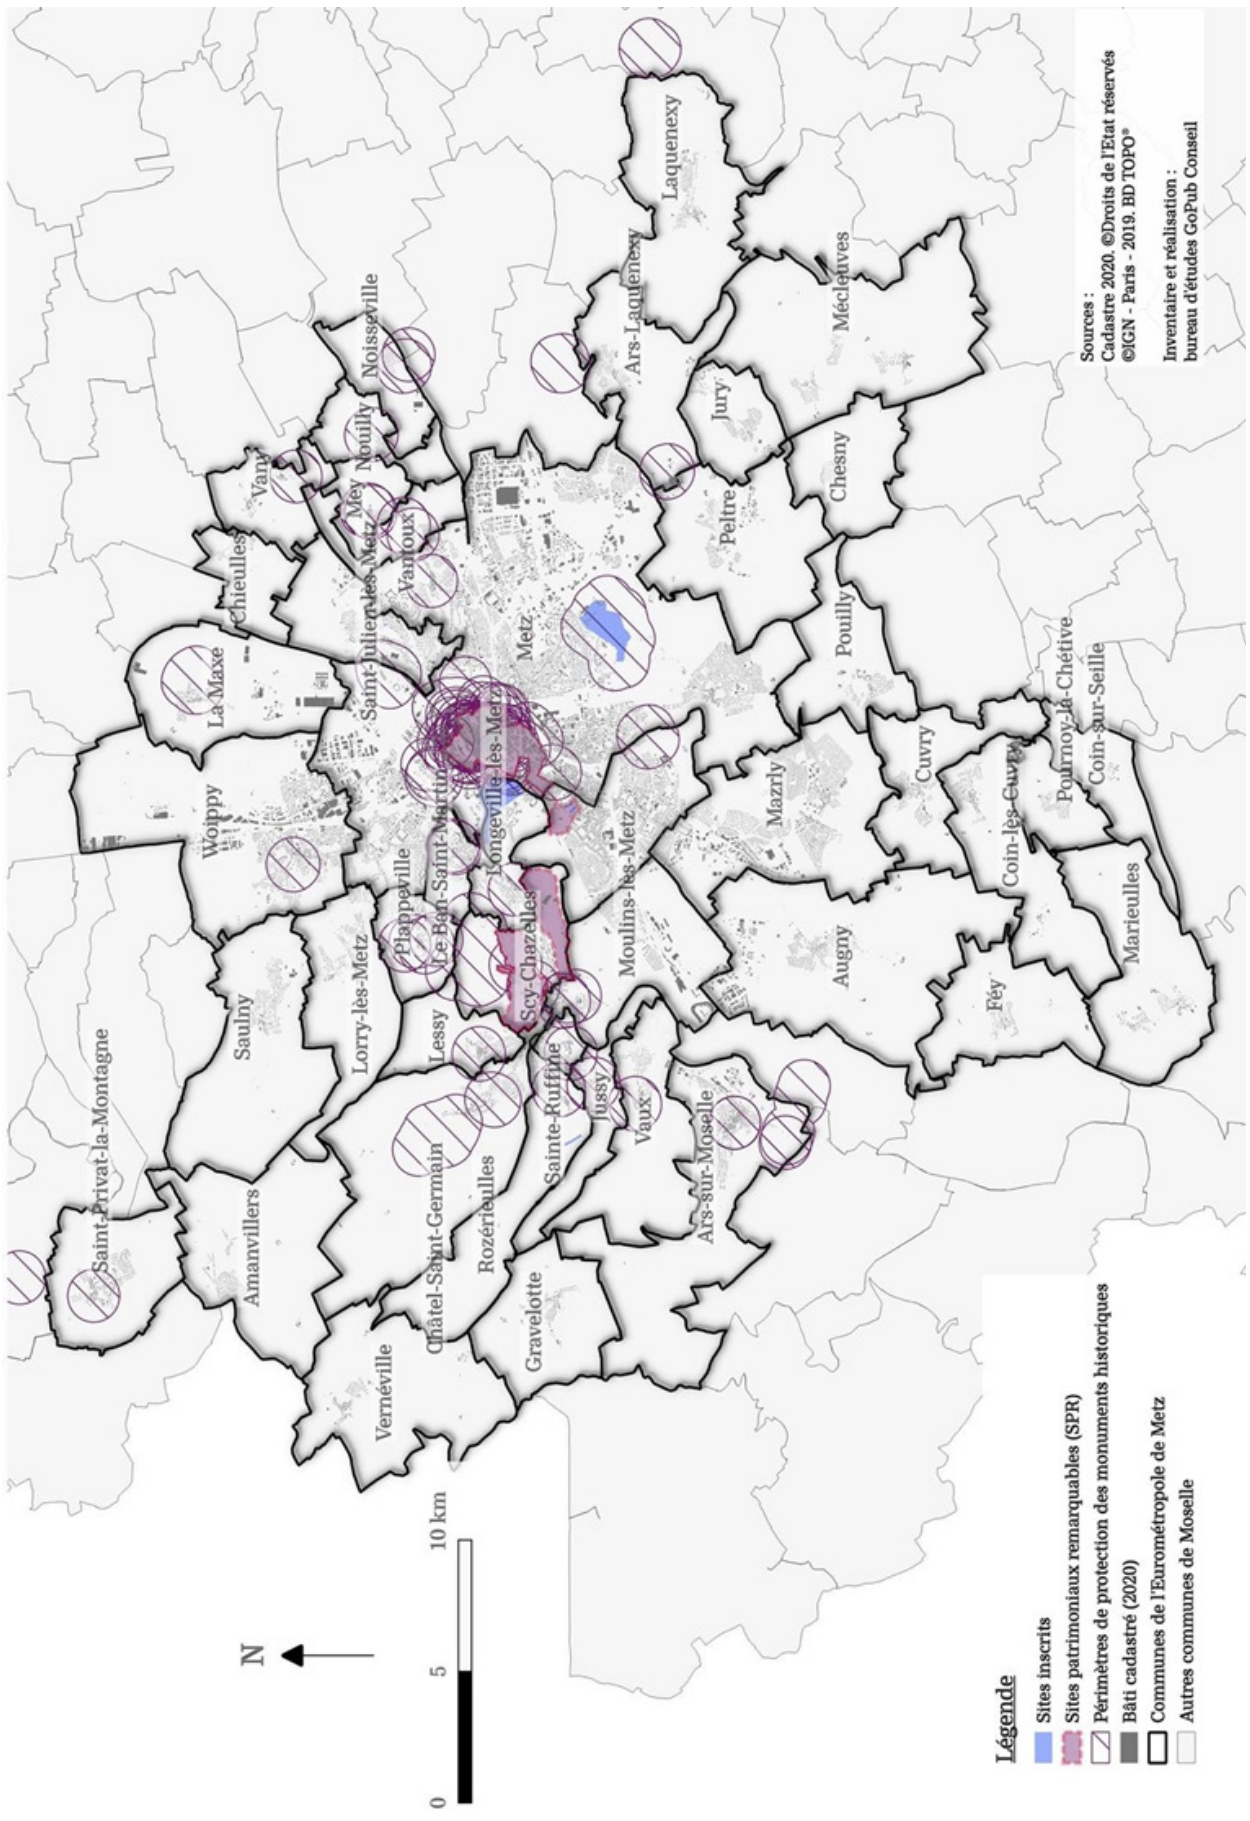 Saint-Privat-la-Montagne
Amanvillers
Saulny
Woippy
La Maxe
Chieulles
Vany
Vernéville
Châtel-Saint-Germain
Lorry-lès-Metz
Lessy
Plappeville
Le Ban-Saint-Martin
Saint-Julien-lès-Metz
Mey
Nouilly
Noisseville
Vantoux
Gravelotte
Rozérieulles
Sainte-Ruffine
Scy-Chazelles
Longeville-lès-Metz
Metz
Jussy
Vaux
Ars-sur-Moselle
Moulins-lès-Metz
Ars-Laquenexy
Laquenexy
Peltre
Jury
Mécleuves
Augny
Mazrly
Pouilly
Chesny
Féy
Cuvry
Coin-les-Cuvry
Pournoy-la-Chétive
Coin-sur-Seille
Marieulles
N
0
5
10 km
Légende
Sites inscrits
Sites patrimoniaux remarquables (SPR)
Périmètres de protection des monuments historiques
Bâti cadastré (2020)
Communes de l'Eurométropole de Metz
Autres communes de Moselle
Sources :
Cadastre 2020. ©Droits de l'Etat réservés
©IGN - Paris - 2019. BD TOPO®
Inventaire et réalisation :
bureau d'études GoPub Conseil